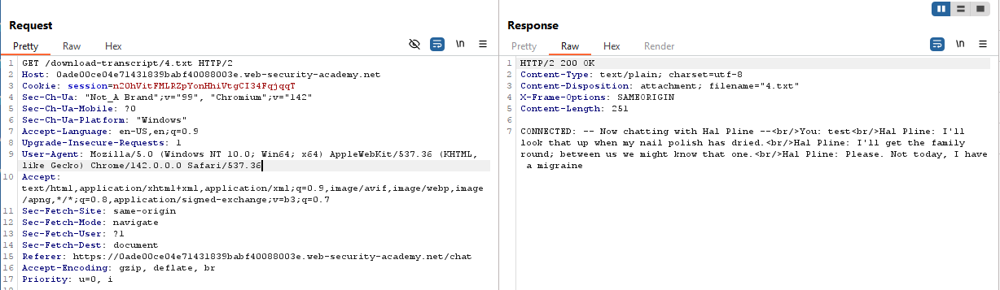 Request
Pretty Raw Hex
\n
1 GET /download-transcript/4.txt HTTP/2
2 Host: 0ade00ce04e71431839babf40088003e.web-security-academy.net
3 Cookie: session=n20hVitFMLRZpYonHhiVtgCI34FqjqqT
4 Sec-Ch-Ua: "Not_A Brand";v="99", "Chromium";v="142"
5 Sec-Ch-Ua-Mobile: ?0
6 Sec-Ch-Ua-Platform: "Windows"
7 Accept-Language: en-US,en;q=0.9
8 Upgrade-Insecure-Requests: 1
9 User-Agent: Mozilla/5.0 (Windows NT 10.0; Win64; x64) AppleWebKit/537.36 (KHTML,
like Gecko) Chrome/142.0.0.0 Safari/537.36
10 Accept:
text/html,application/xhtml+xml,application/xml;q=0.9,image/avif,image/webp,image
/apng,*/*;q=0.8,application/signed-exchange;v=b3;q=0.7
11 Sec-Fetch-Site: same-origin
12 Sec-Fetch-Mode: navigate
13 Sec-Fetch-User: ?1
14 Sec-Fetch-Dest: document
15 Referer: https://0ade00ce04e71431839babf40088003e.web-security-academy.net/chat
16 Accept-Encoding: gzip, deflate, br
17 Priority: u=0, i
Response
Pretty Raw Hex Render
\n
1 HTTP/2 200 OK
2 Content-Type: text/plain; charset=utf-8
3 Content-Disposition: attachment; filename="4.txt"
4 X-Frame-Options: SAMEORIGIN
5 Content-Length: 251
6
7 CONNECTED: -- Now chatting with Hal Pline --<br/>You: test<br/>Hal Pline: I'll
look that up when my nail polish has dried.<br/>Hal Pline: I'll get the family
round; between us we might know that one.<br/>Hal Pline: Please. Not today, I have
a migraine